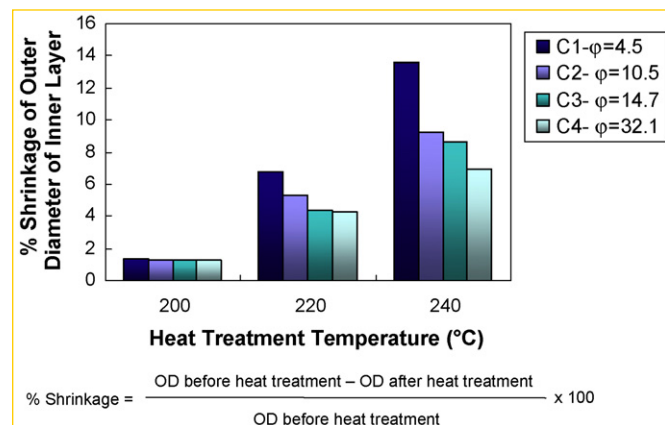 % Shrinkage of Outer
Diameter of Inner Layer
16
14
12
10
8
6
4
2
0
200 220 240
Heat Treatment Temperature (°C)
C1-φ=4.5
C2- φ=10.5
C3- φ=14.7
C4- φ=32.1
% Shrinkage =
OD before heat treatment – OD after heat treatment
OD before heat treatment
x 100